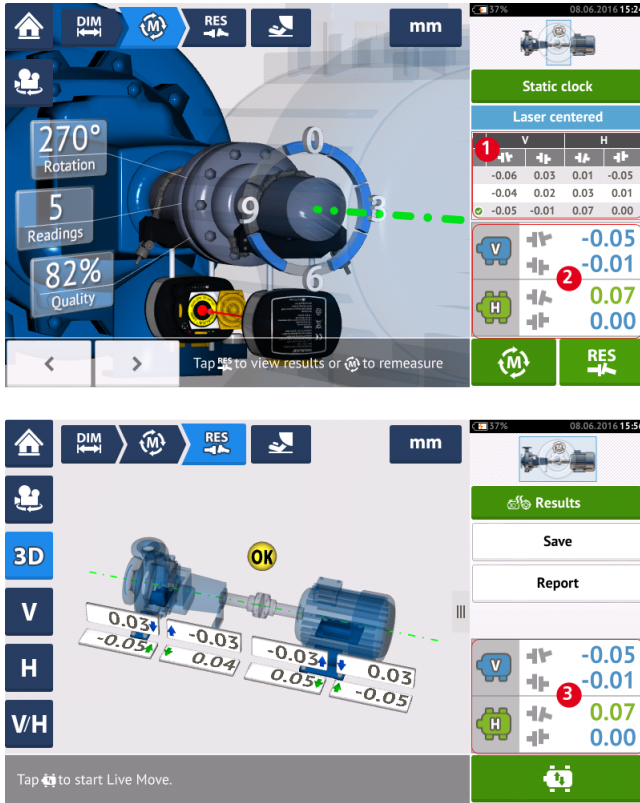 37% 08.06.2016 15:24
DIM M RES mm
Static clock
Laser centered
270°
Rotation
5
Readings
82%
Quality
0
9 3
6
1
V H
-0.06 0.03 0.01 -0.05
-0.04 0.02 0.03 0.01
-0.05 -0.01 0.07 0.00
V -0.05
-0.01
2
H 0.07
0.00
Tap RES to view results or M to remeasure
M RES
37% 08.06.2016 15:56
DIM M RES mm
Results
Save
Report
3D
V
H
V/H
OK
0.03 -0.03 -0.03 0.03
-0.05 0.04 0.05 -0.05
V -0.05
-0.01
3
H 0.07
0.00
Tap to start Live Move.